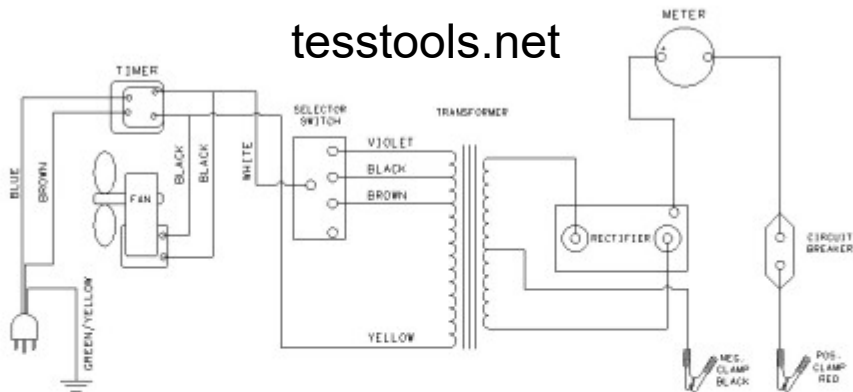 tesstools.net
METER
TIMER
SELECTOR
SWITCH
TRANSFORMER
VIOLET
BLACK
BROWN
BLUE
BROWN
BLACK
BLACK
WHITE
FAN
RECTIFIER
CIRCUIT
BREAKER
GREEN/YELLOW
YELLOW
NEG.
CLAMP
BLACK
POS.
CLAMP
RED